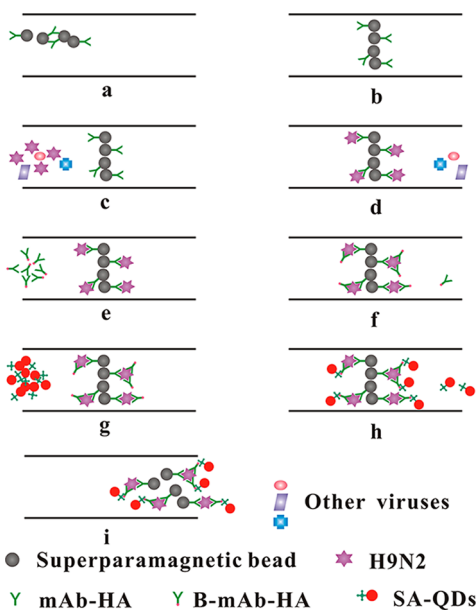 a
b
c
d
e
f
g
h
i
Other viruses
Superparamagnetic bead
H9N2
mAb-HA
B-mAb-HA
SA-QDs